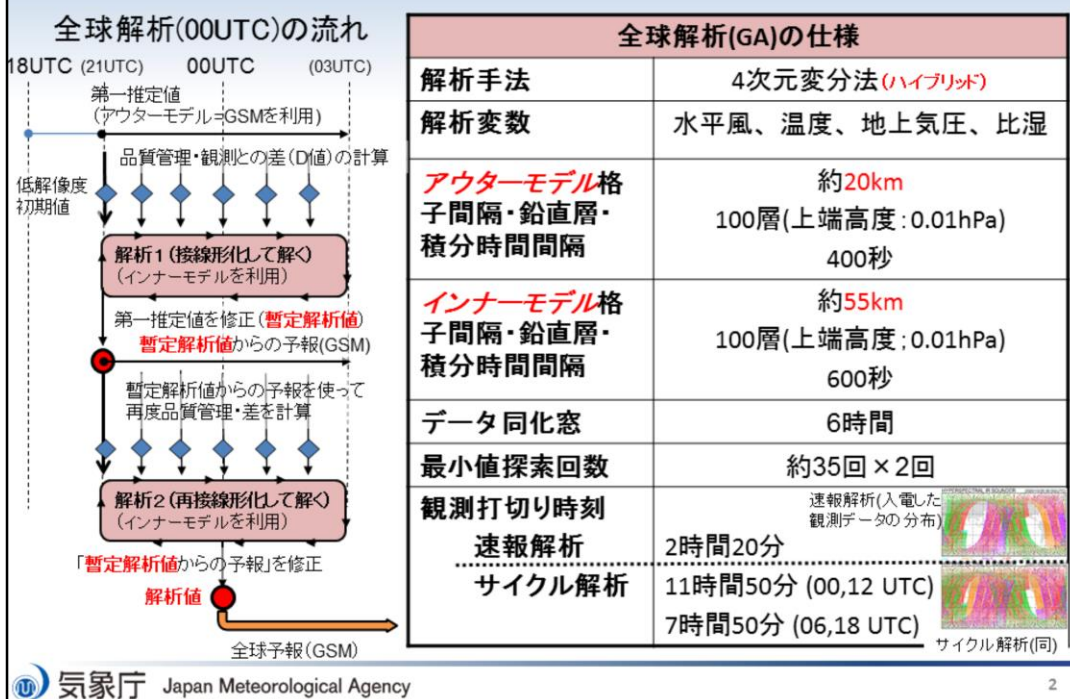 全球解析(00UTC)の流れ
18UTC (21UTC) 00UTC (03UTC)
第一推定値
(アウターモデル=GSMを利用)
品質管理・観測との差(D値)の計算
低解像度
初期値
解析1(接線形化して解く)
(インナーモデルを利用)
第一推定値を修正(暫定解析値)
暫定解析値からの予報(GSM)
暫定解析値からの予報を使って
再度品質管理・差を計算
解析2(再接線形化して解く)
(インナーモデルを利用)
「暫定解析値からの予報」を修正
解析値
全球予報(GSM)
全球解析(GA)の仕様
解析手法 4次元変分法(ハイブリッド)
解析変数 水平風、温度、地上気圧、比湿
アウターモデル格
子間隔・鉛直層・
積分時間間隔
約20km
100層(上端高度:0.01hPa)
400秒
インナーモデル格
子間隔・鉛直層・
積分時間間隔
約55km
100層(上端高度:0.01hPa)
600秒
データ同化窓 6時間
最小値探索回数 約35回×2回
観測打切り時刻
速報解析(入電した
観測データの分布)
速報解析 2時間20分
サイクル解析 11時間50分 (00,12 UTC)
7時間50分 (06,18 UTC)
サイクル解析(同)
気象庁 Japan Meteorological Agency
2